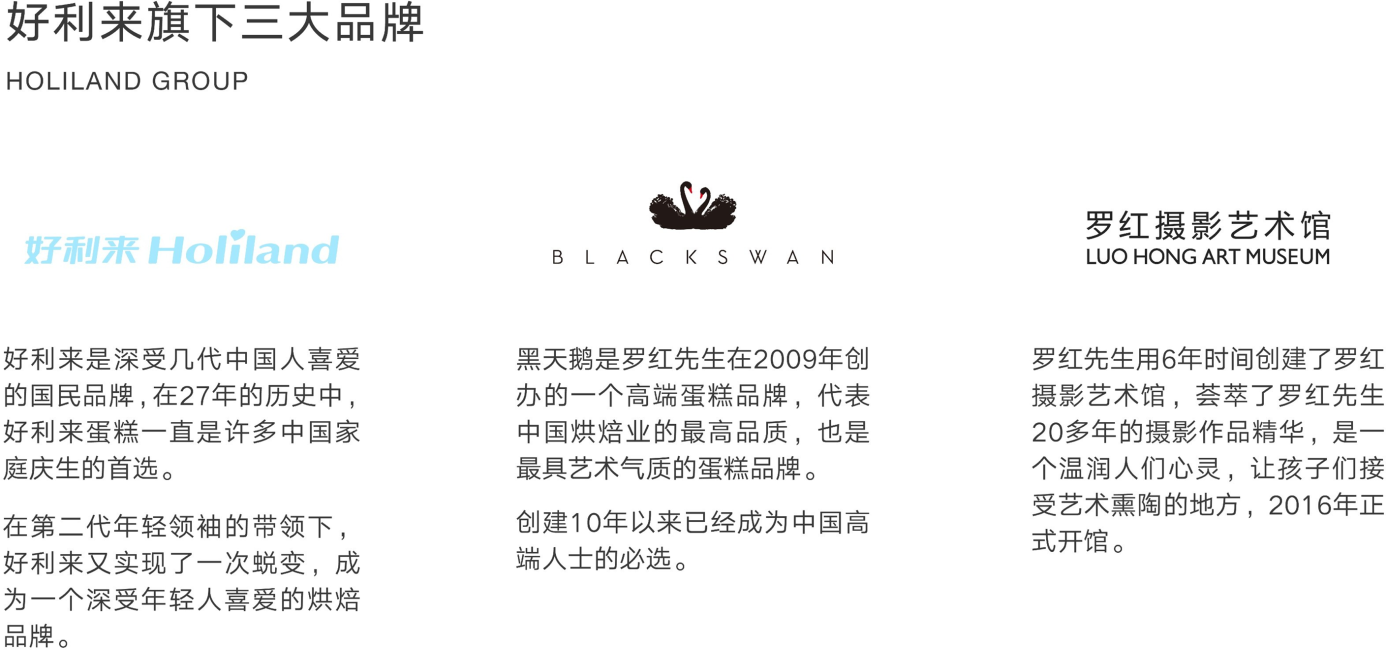 好利来旗下三大品牌
HOLILAND GROUP
好利来 Holiland
好利来是深受几代中国人喜爱
的国民品牌，在27年的历史中，
好利来蛋糕一直是许多中国家
庭庆生的首选。
在第二代年轻领袖的带领下，
好利来又实现了一次蜕变，成
为一个深受年轻人喜爱的烘焙
品牌。
BLACKSWAN
黑天鹅是罗红先生在2009年创
办的一个高端蛋糕品牌，代表
中国烘焙业的最高品质，也是
最具艺术气质的蛋糕品牌。
创建10年以来已经成为中国高
端人士的必选。
罗红摄影艺术馆
LUO HONG ART MUSEUM
罗红先生用6年时间创建了罗红
摄影艺术馆，荟萃了罗红先生
20多年的摄影作品精华，是一
个温润人们心灵，让孩子们接
受艺术熏陶的地方，2016年正
式开馆。